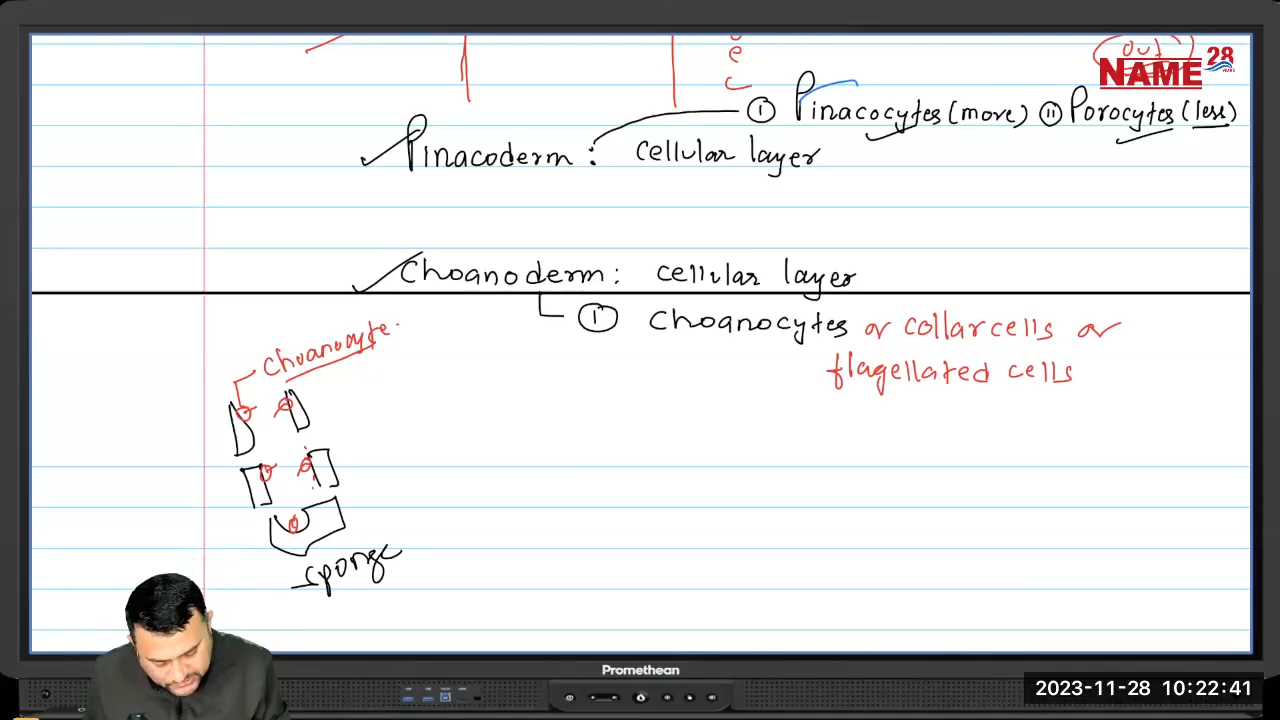 out
NAME 28
e
c
① Pinacocytes (more) ⑪ Porocytes (less)
Pinacoderm : cellular layer
Choanoderm : cellular layer
① Choanocytes or collarcells or
flagellated cells
Choanocyte
Sponge
Promethean
2023-11-28 10:22:41